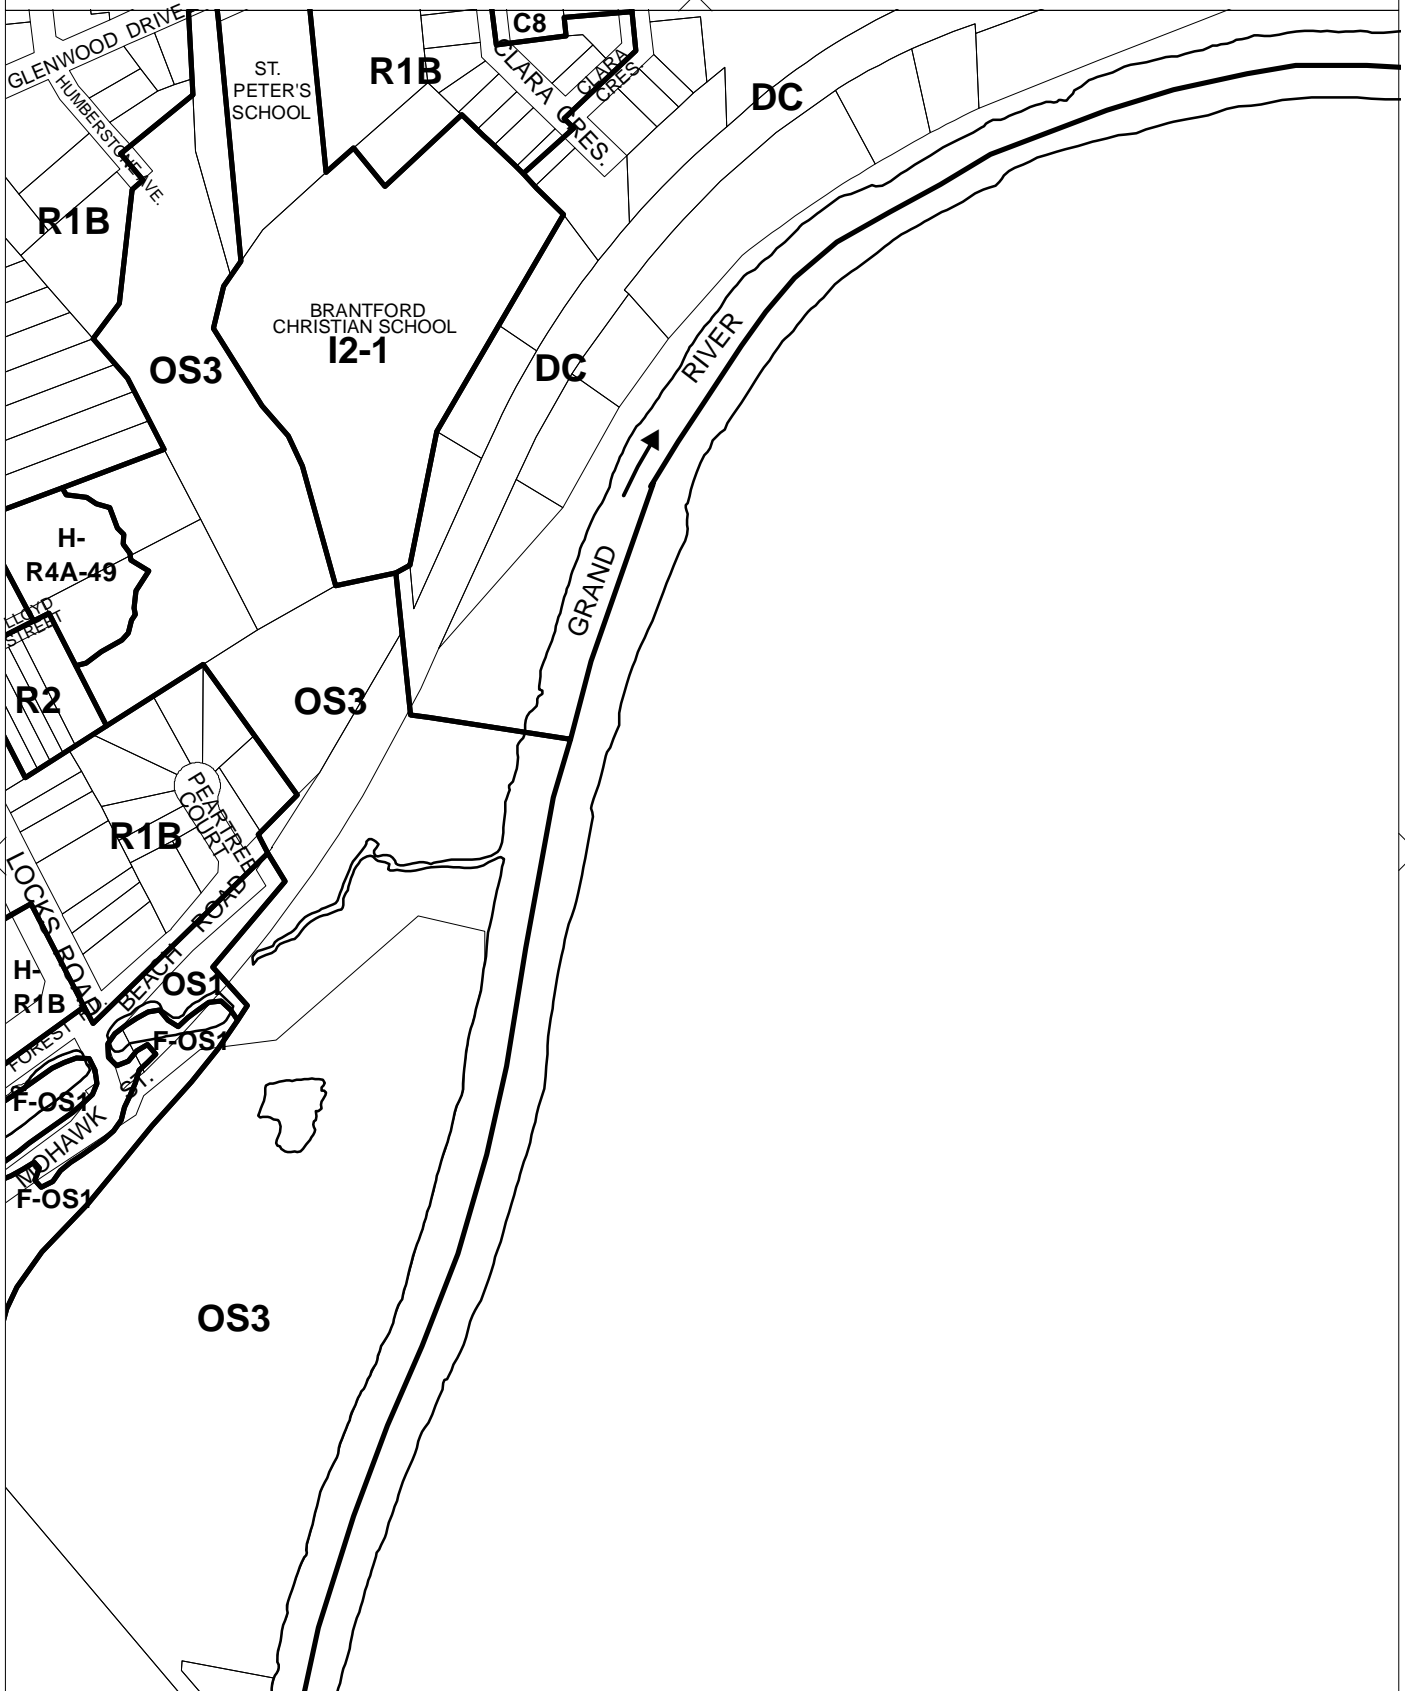 GLENWOOD DRIVE
HUMBERSTONE AVE.
ST.
PETER'S
SCHOOL
R1B
C8
CLARA CRES.
CLARA
CRES
DC
R1B
BRANTFORD
CHRISTIAN SCHOOL
I2-1
OS3
DC
RIVER
GRAND
H-
R4A-49
LLOYD
STREET
R2
OS3
PEARTREE
COURT
R1B
LOCKS ROAD
BEACH ROAD
H-
R1B
OS1
FOREST RD.
F-OS1
F-OS1
MOHAWK ST.
F-OS1
OS3